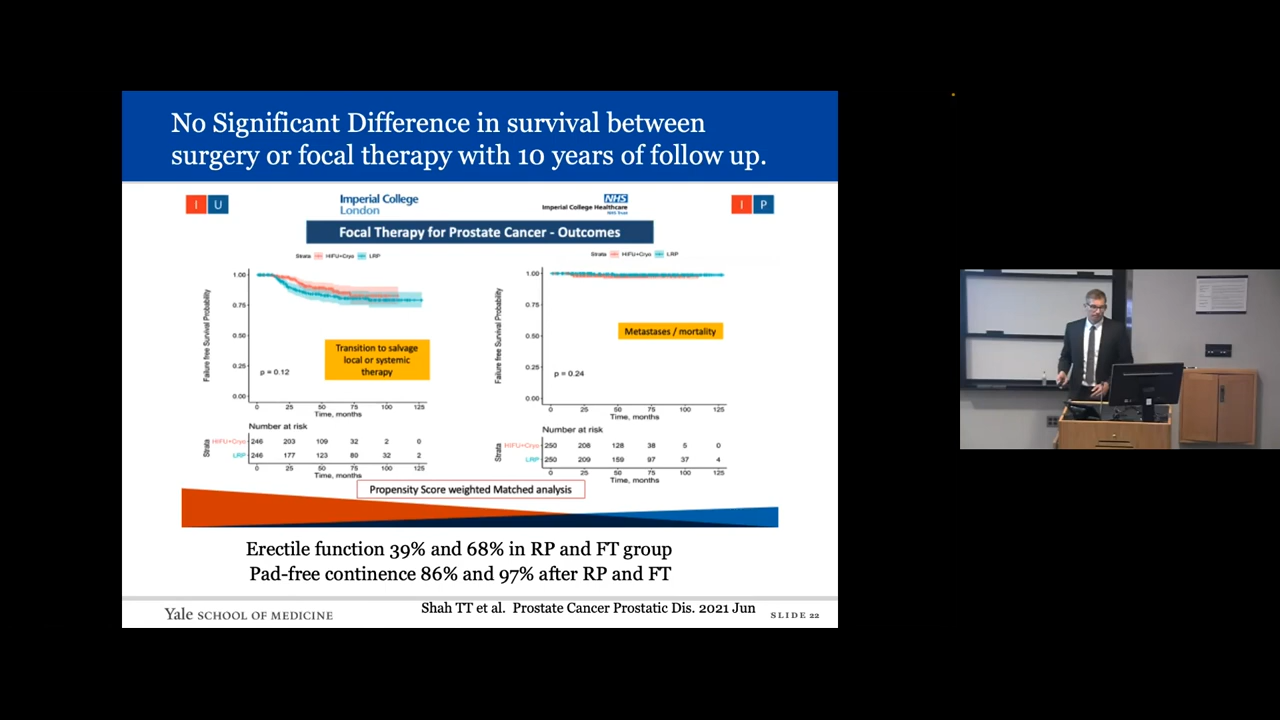 No Significant Difference in survival between
surgery or focal therapy with 10 years of follow up.
I U
Imperial College
London
NHS
Imperial College Healthcare
NHS Trust
I P
Focal Therapy for Prostate Cancer - Outcomes
Strata HIFU+Cryo LRP
Failure free Survival Probability
1.00
0.75
0.50
0.25
0.00
p = 0.12
Transition to salvage
local or systemic
therapy
0 25 50 75 100 125
Time, months
Number at risk
Strata
HIFU+Cryo 246 203 109 32 2 0
LRP 246 177 123 80 32 2
0 25 50 75 100 125
Time, months
Strata HIFU+Cryo LRP
Failure free Survival Probability
1.00
0.75
0.50
0.25
0.00
p = 0.24
Metastases / mortality
0 25 50 75 100 125
Time, months
Number at risk
Strata
HIFU+Cryo 250 208 128 38 5 0
LRP 250 209 159 97 37 4
0 25 50 75 100 125
Time, months
Propensity Score weighted Matched analysis
Erectile function 39% and 68% in RP and FT group
Pad-free continence 86% and 97% after RP and FT
Shah TT et al. Prostate Cancer Prostatic Dis. 2021 Jun
Yale SCHOOL OF MEDICINE
SLIDE 22